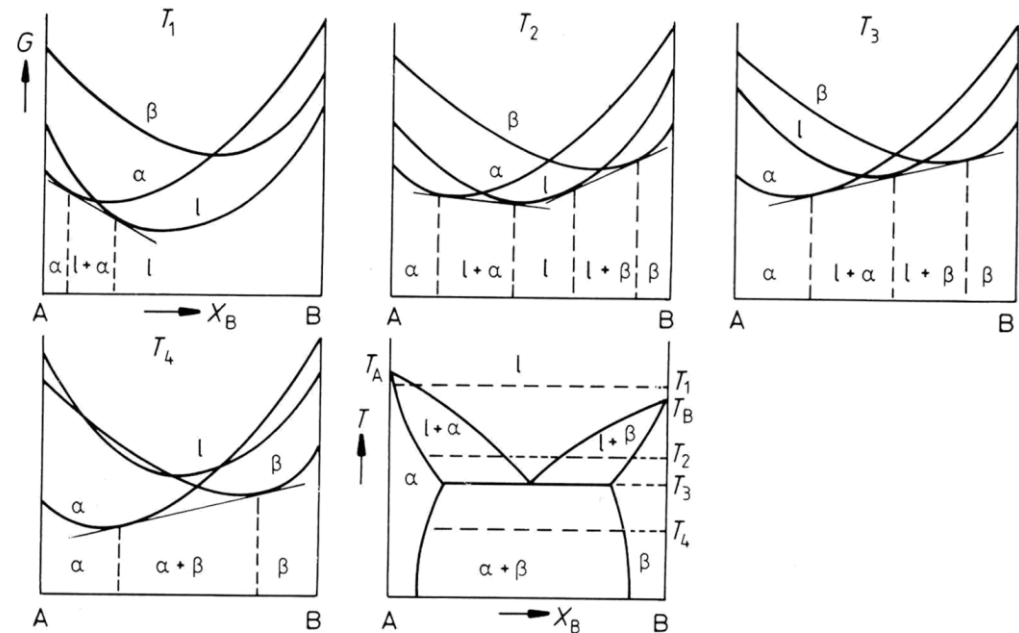 T₁
G
β
α
l
α l + α l
A X_B B
T₂
β
α
l
α l + α l l + β β
A B
T₃
β
l
α
α l + α l + β β
A B
T₄
l
β
α
α α + β β
A B
T_A l T₁
T T_B
l + α l + β
T₂
α
T₃
T₄
α + β β
A X_B B